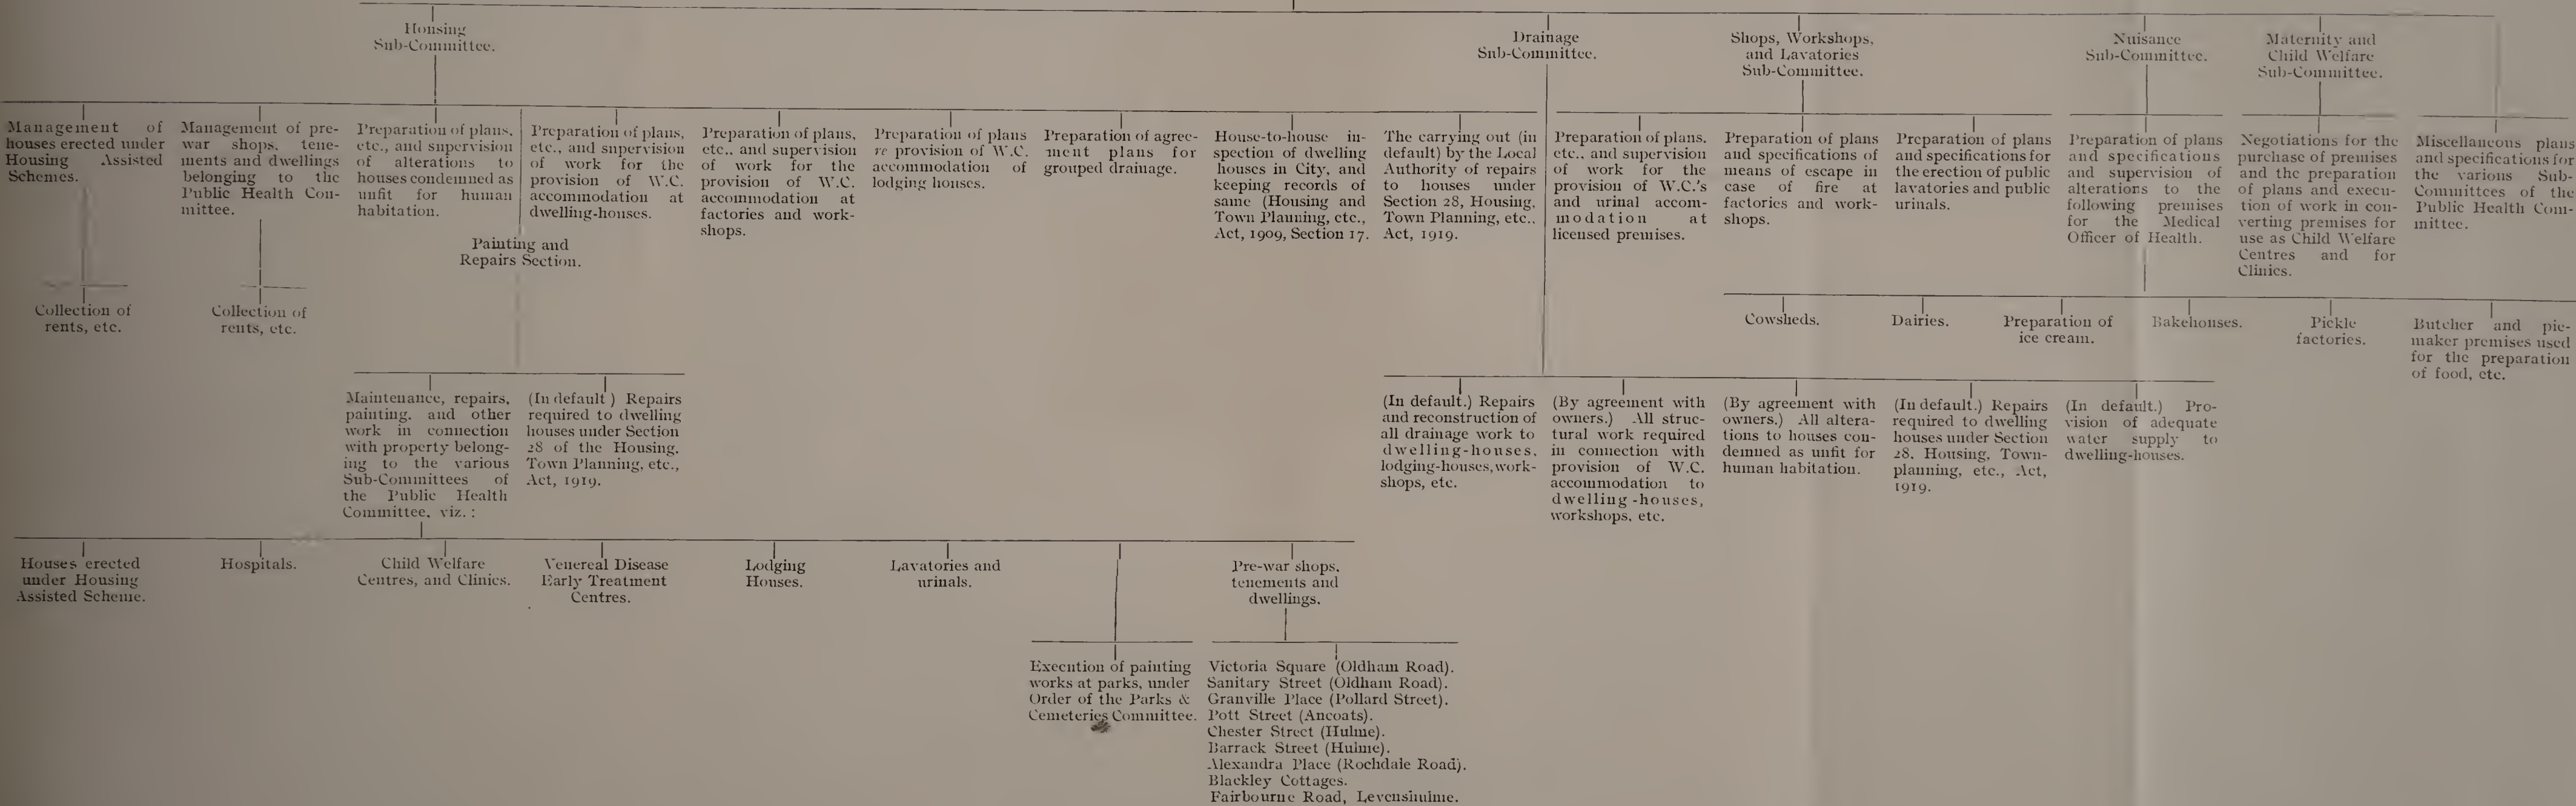 Housing
Sub-Committee.
Drainage
Sub-Committee.
Shops, Workshops,
and Lavatories
Sub-Committee.
Nuisance
Sub-Committee.
Maternity and
Child Welfare
Sub-Committee.
Management of
houses erected under
Housing Assisted
Schemes.
Management of pre-
war shops, tene-
ments and dwellings
belonging to the
Public Health Com-
mittee.
Preparation of plans,
etc., and supervision
of alterations to
houses condemned as
unfit for human
habitation.
Preparation of plans,
etc., and supervision
of work for the
provision of W.C.
accommodation at
dwelling-houses.
Preparation of plans,
etc., and supervision
of work for the
provision of W.C.
accommodation at
factories and work-
shops.
Preparation of plans
re provision of W.C.
accommodation of
lodging houses.
Preparation of agree-
ment plans for
grouped drainage.
House-to-house in-
spection of dwelling
houses in City, and
keeping records of
same (Housing and
Town Planning, etc.,
Act, 1909, Section 17.
The carrying out (in
default) by the Local
Authority of repairs
to houses under
Section 28, Housing,
Town Planning, etc.,
Act, 1919.
Preparation of plans,
etc., and supervision
of work for the
provision of W.C.'s
and urinal accom-
modation at
licensed premises.
Preparation of plans
and specifications of
means of escape in
case of fire at
factories and work-
shops.
Preparation of plans
and specifications for
the erection of public
lavatories and public
urinals.
Preparation of plans
and specifications
and supervision of
alterations to the
following premises
for the Medical
Officer of Health.
Negotiations for the
purchase of premises
and the preparation
of plans and execu-
tion of work in con-
verting premises for
use as Child Welfare
Centres and for
Clinics.
Miscellaneous plans
and specifications for
the various Sub-
Committees of the
Public Health Com-
mittee.
Painting and
Repairs Section.
Collection of
rents, etc.
Collection of
rents, etc.
Cowsheds.
Dairies.
Preparation of
ice cream.
Bakehouses.
Pickle
factories.
Butcher and pie-
maker premises used
for the preparation
of food, etc.
Maintenance, repairs,
painting, and other
work in connection
with property belong-
ing to the various
Sub-Committees of
the Public Health
Committee, viz. :
(In default ) Repairs
required to dwelling
houses under Section
28 of the Housing,
Town Planning, etc.,
Act, 1919.
(In default.) Repairs
and reconstruction of
all drainage work to
dwelling-houses,
lodging-houses, work-
shops, etc.
(By agreement with
owners.) All struc-
tural work required
in connection with
provision of W.C.
accommodation to
dwelling-houses,
workshops, etc.
(By agreement with
owners.) All altera-
tions to houses con-
demned as unfit for
human habitation.
(In default.) Repairs
required to dwelling
houses under Section
28, Housing, Town-
planning, etc., Act,
1919.
(In default.) Pro-
vision of adequate
water supply to
dwelling-houses.
Houses erected
under Housing
Assisted Scheme.
Hospitals.
Child Welfare
Centres, and Clinics.
Venereal Disease
Early Treatment
Centres.
Lodging
Houses.
Lavatories and
urinals.
Pre-war shops,
tenements and
dwellings.
Execution of painting
works at parks, under
Order of the Parks &
Cemeteries Committee.
Victoria Square (Oldham Road).
Sanitary Street (Oldham Road).
Granville Place (Pollard Street).
Pott Street (Ancoats).
Chester Street (Hulme).
Barrack Street (Hulme).
Alexandra Place (Rochdale Road).
Blackley Cottages.
Fairbourne Road, Levenshulme.